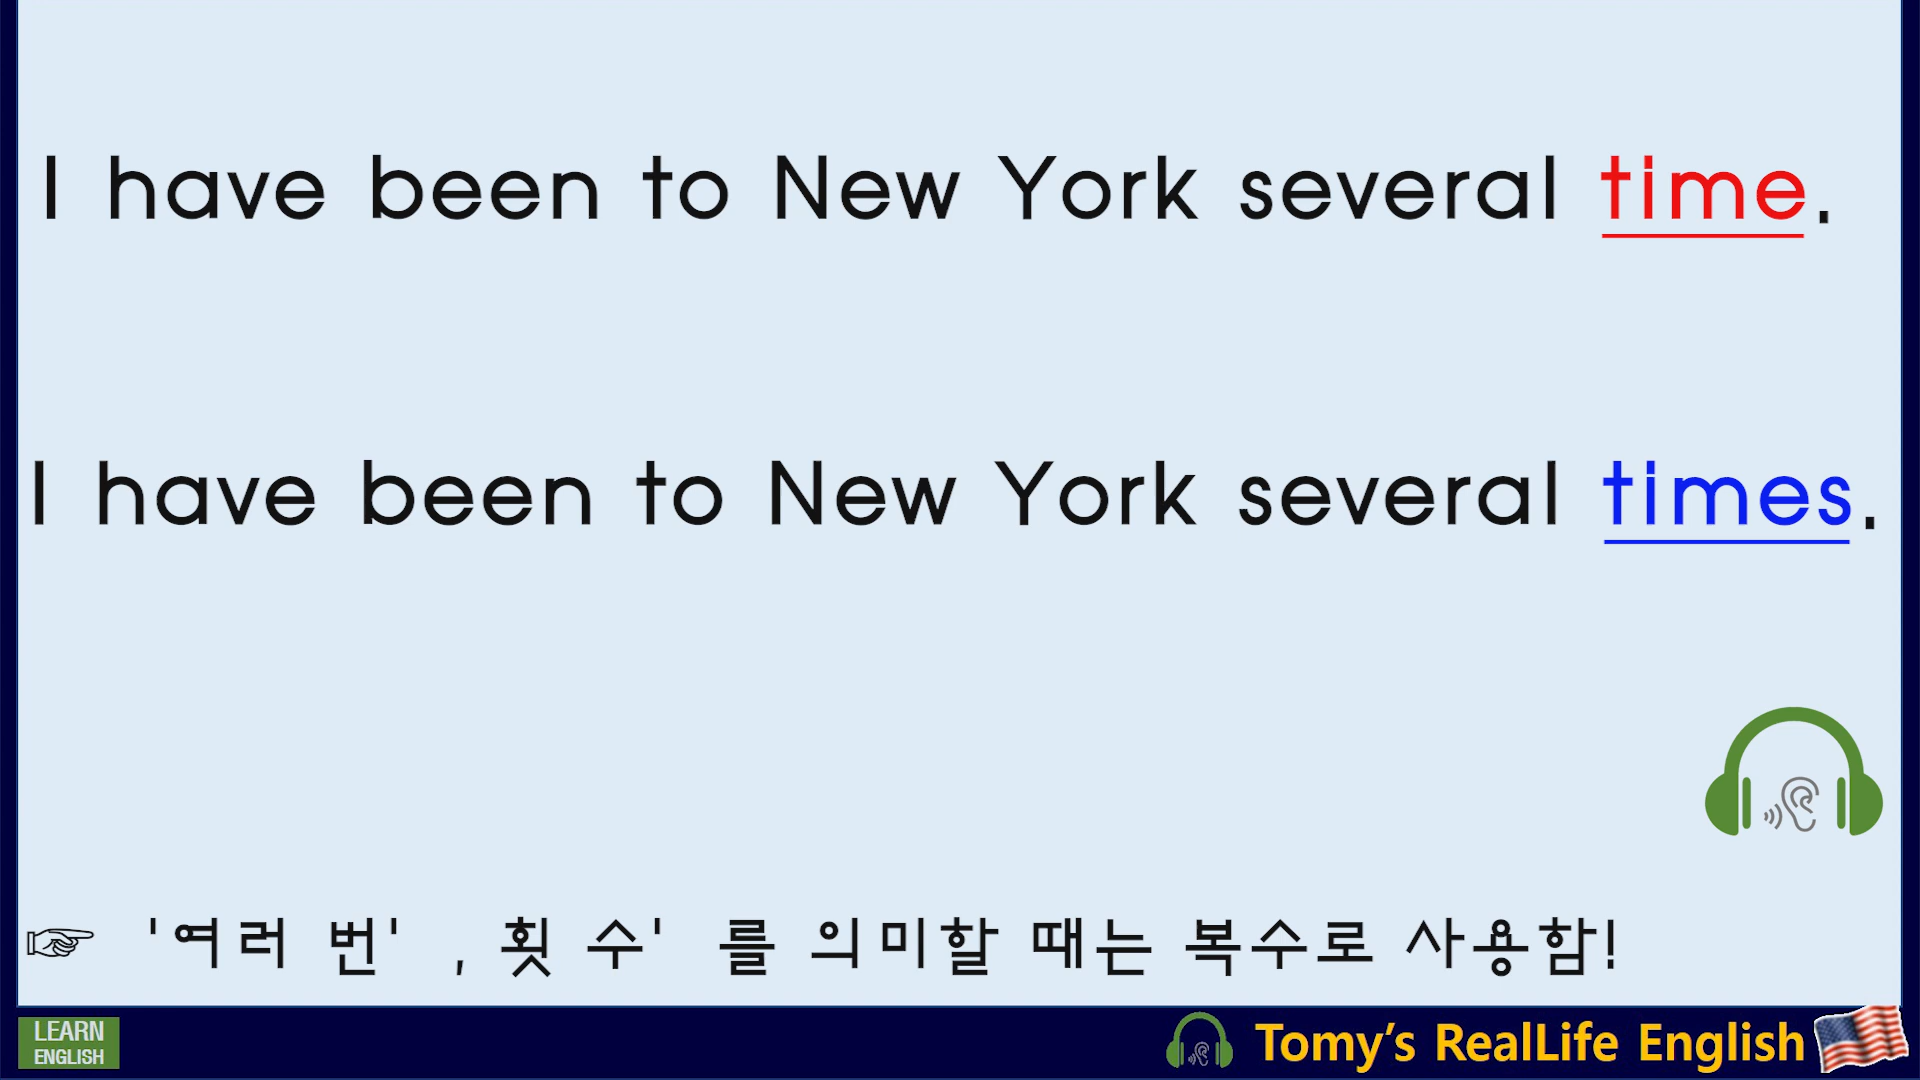 I have been to New York several time.
I have been to New York several times.
☞ '여러 번' , 횟 수' 를 의미할 때는 복수로 사용함!
LEARN
ENGLISH
Tomy’s RealLife English